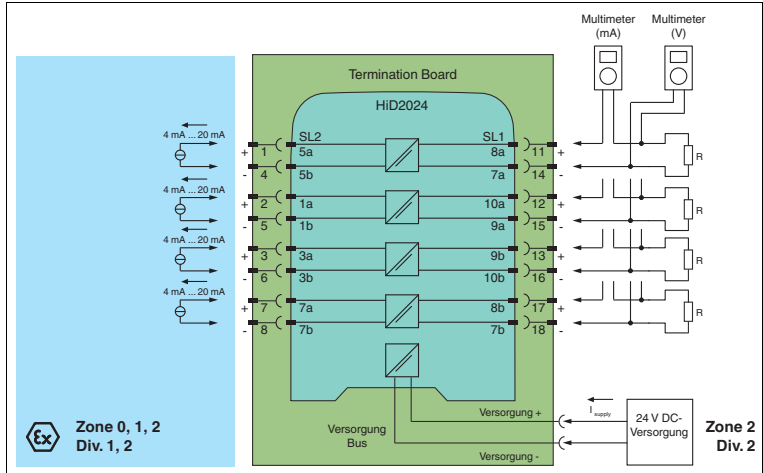 Multimeter (mA)
Multimeter (V)
Termination Board
HiD2024
SL2
SL1
4 mA ... 20 mA
+ 1 5a 8a 11 +
- 4 5b 7a 14 -
R
4 mA ... 20 mA
+ 2 1a 10a 12 +
- 5 1b 9a 15 -
R
4 mA ... 20 mA
+ 3 3a 9b 13 +
- 6 3b 10b 16 -
R
4 mA ... 20 mA
+ 7 7a 8b 17 +
- 8 7b 7b 18 -
R
Versorgung +
I supply
24 V DC-
Versorgung
Versorgung
Bus
Versorgung -
Ex
Zone 0, 1, 2
Div. 1, 2
Zone 2
Div. 2